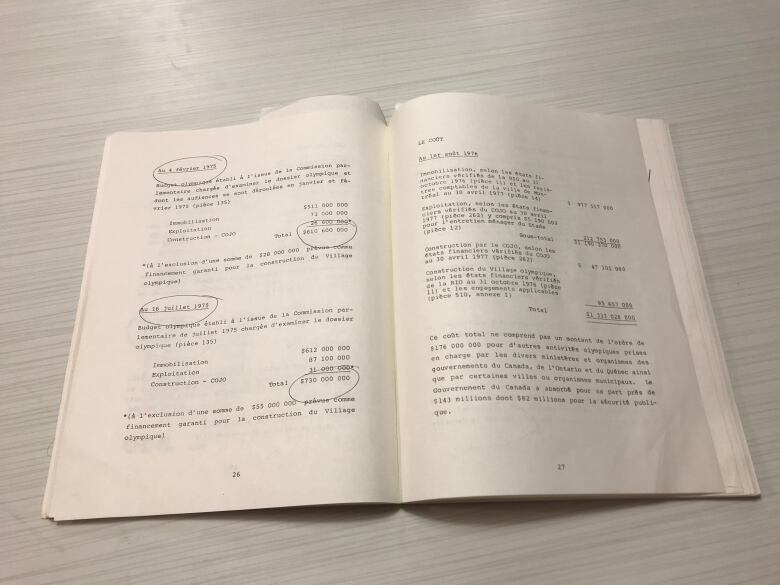 Au 4 février 1975
Budget olympique établi à l'issue de la Commission par-
lementaire chargée d'examiner le dossier olympique et
dont les audiences se sont déroulées en janvier et fé-
vrier 1975 (pièce 135)
Immobilisation $511 000 000
Exploitation 73 000 000
Construction - COJO 26 600 000*
Total $610 600 000
*(À l'exclusion d'une somme de $28 000 000 prévue comme
financement garanti pour la construction du Village
olympique)
Au 16 juillet 1975
Budget olympique établi à l'issue de la Commission par-
lementaire de juillet 1975 chargée d'examiner le dossier
olympique (pièce 135)
Immobilisation $612 000 000
Exploitation 87 100 000
Construction - COJO 31 000 000*
Total $730 000 000
*(À l'exclusion d'une somme de $55 000 000 prévue comme
financement garanti pour la construction du Village
olympique)
26
LE COÛT
Au 1er août 1976
Immobilisation, selon les états fi-
nanciers vérifiés de la RIO au 31
octobre 1976 (pièce 11) et les regis-
tres comptables de la ville de Mon-
tréal au 30 avril 1977 (pièce 14)
Exploitation, selon les états finan-
ciers vérifiés du COJO au 30 avril
1977 (pièce 262) y compris
pour l'entretien ménager du Stade
(pièce 12)
Sous-total
Construction par le COJO, selon les
états financiers vérifiés du COJO
au 30 avril 1977 (pièce 262)
Construction du Village olympique,
selon les états financiers vérifiés
de la RIO au 31 octobre 1976 (pièce
11) et les engagements applicables
(pièce 510, annexe 1)
Total
Ce coût total ne comprend pas un montant de l'ordre de
$176 000 000 pour d'autres activités olympiques prises
en charge par les divers ministères et organismes des
gouvernements du Canada, de l'Ontario et du Québec ainsi
que par certaines villes ou organismes municipaux. Le
Gouvernement du Canada a absorbé pour sa part près de
$143 millions dont $82 millions pour la sécurité publi-
que.
27